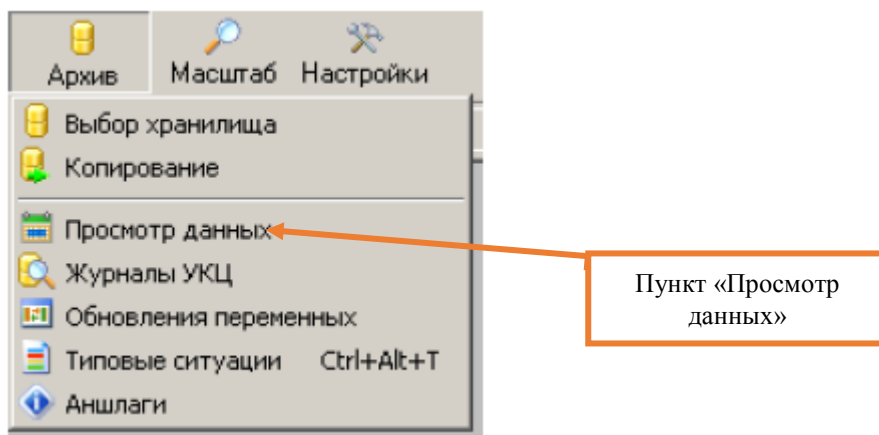 Архив Масштаб Настройки
Выбор хранилища
Копирование
Просмотр данных
Журналы УКЦ
Обновления переменных
Типовые ситуации Ctrl+Alt+T
Аншлаги
Пункт «Просмотр
данных»